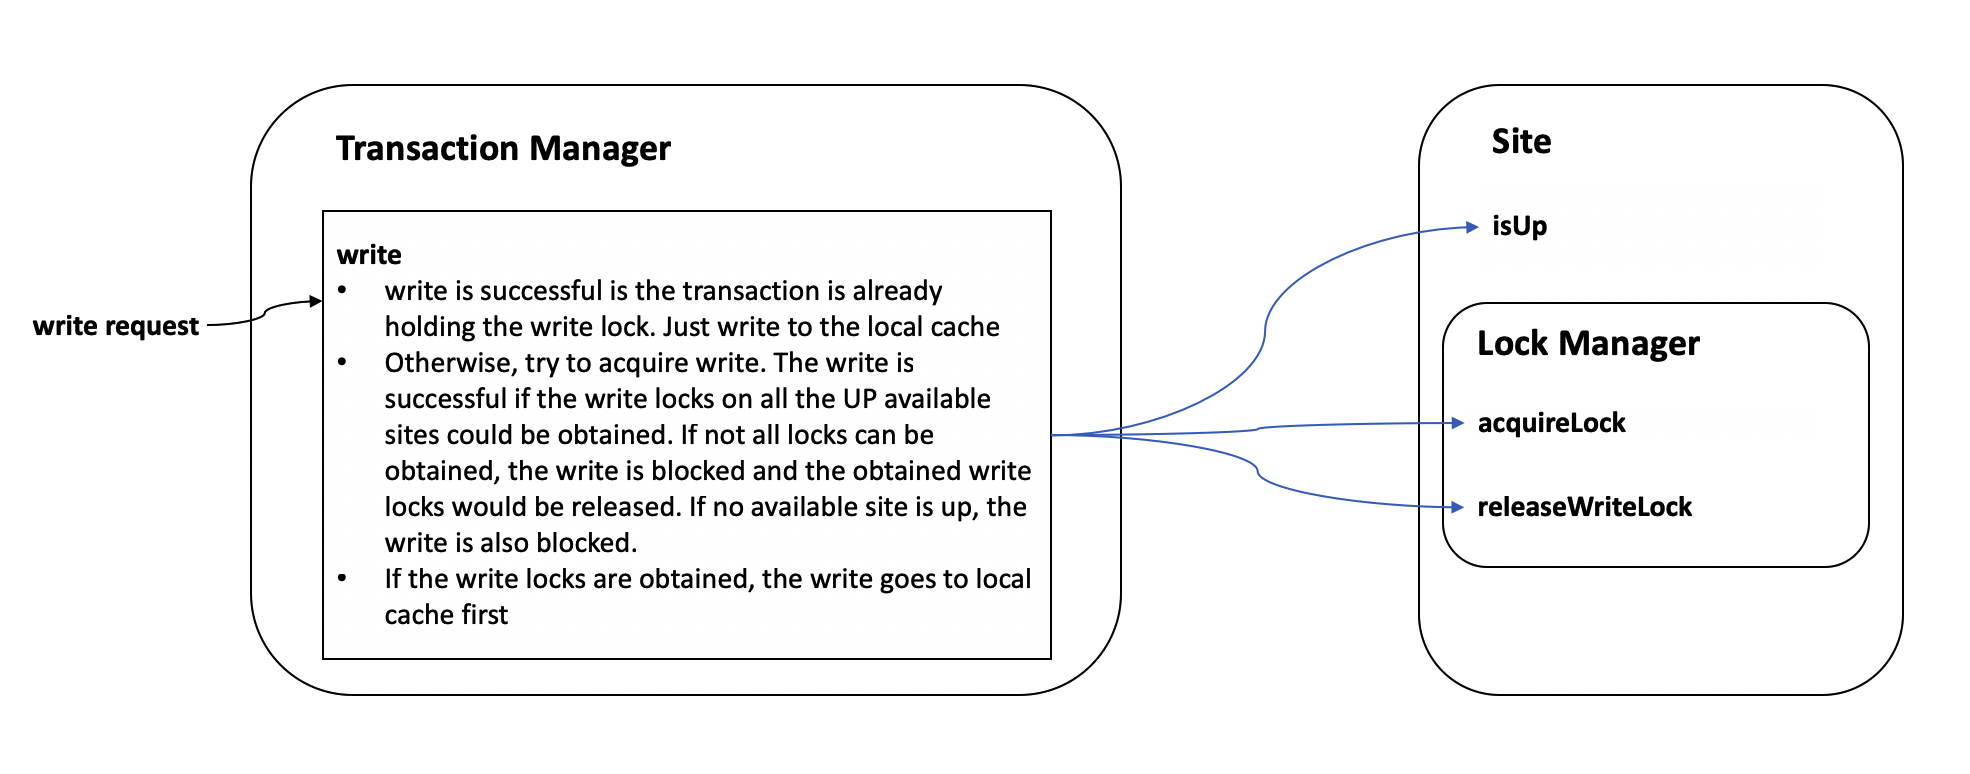 Transaction Manager
write request
write
• write is successful is the transaction is already
holding the write lock. Just write to the local cache
• Otherwise, try to acquire write. The write is
successful if the write locks on all the UP available
sites could be obtained. If not all locks can be
obtained, the write is blocked and the obtained write
locks would be released. If no available site is up, the
write is also blocked.
• If the write locks are obtained, the write goes to local
cache first
Site
isUp
Lock Manager
acquireLock
releaseWriteLock